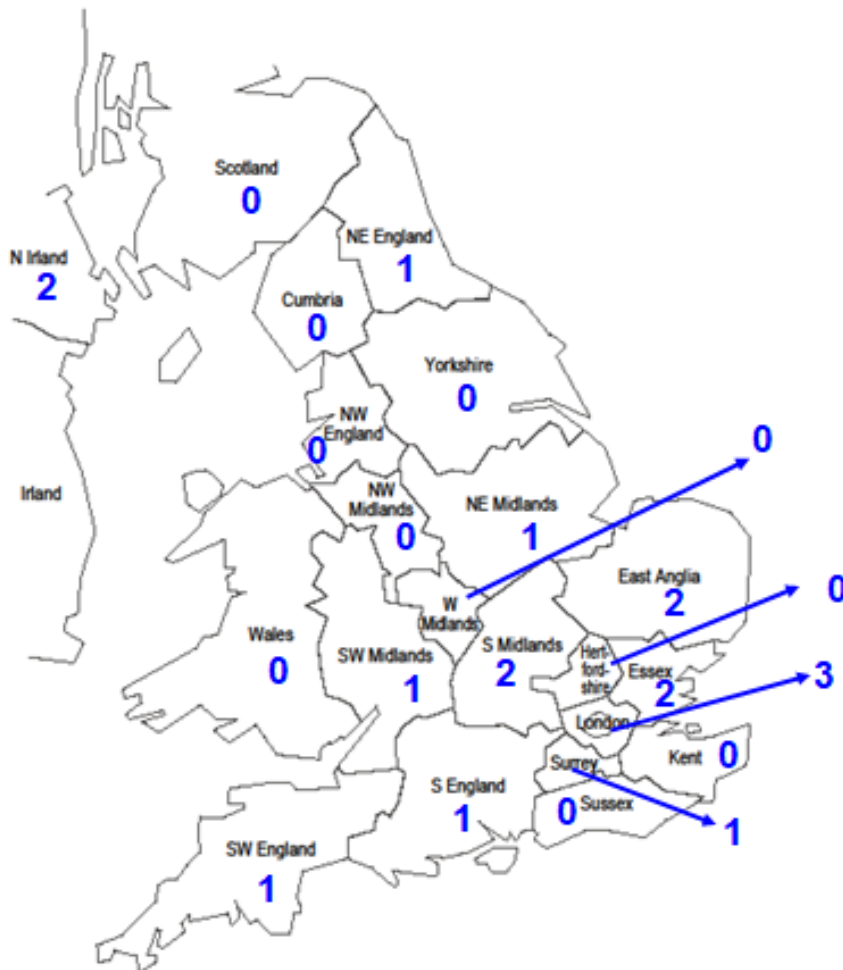 Scotland
0
NE England
1
N Irland
2
Cumbria
0
Yorkshire
0
NW
England
0
0
Irland
NW
Midlands
0
NE Midlands
1
East Anglia
2
0
W
Midlands
Wales
0
SW Midlands
1
S Midlands
2
Hert-
ford-
shire
Essex
2
3
London
Kent
0
Surrey
S England
1
0
Sussex
1
SW England
1